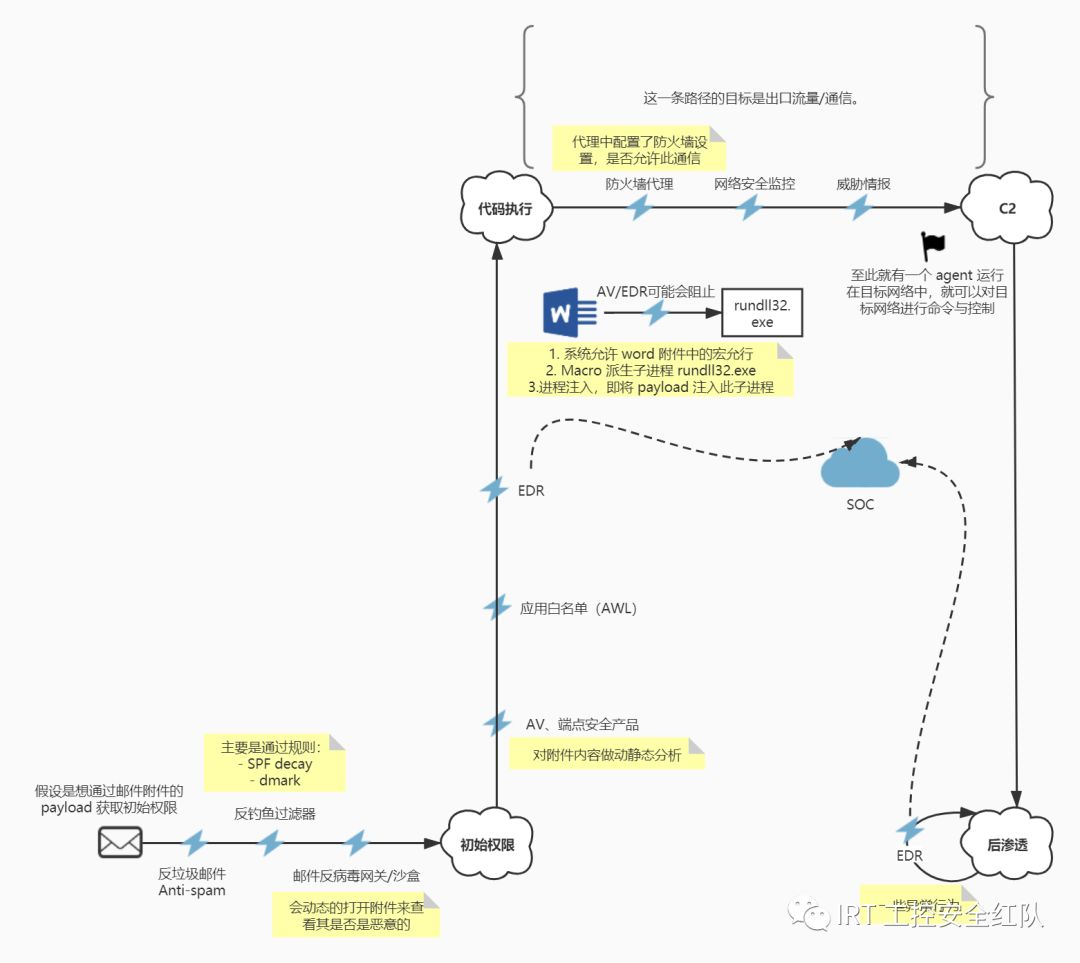 这一条路径的目标是出口流量/通信。
代理中配置了防火墙设
置，是否允许此通信
防火墙代理
网络安全监控
威胁情报
代码执行
C2
至此就有一个 agent 运行
在目标网络中，就可以对目
标网络进行命令与控制
W
AV/EDR可能会阻止
rundll32.
exe
1. 系统允许 word 附件中的宏允行
2. Macro 派生子进程 rundll32.exe
3.进程注入，即将 payload 注入此子进程
EDR
SOC
应用白名单（AWL）
AV、端点安全产品
对附件内容做动静态分析
主要是通过规则：
- SPF decay
- dmark
假设是想通过邮件附件的
payload 获取初始权限
反钓鱼过滤器
反垃圾邮件
Anti-spam
邮件反病毒网关/沙盒
会动态的打开附件来查
看其是否是恶意的
初始权限
EDR
后渗透
一些异常行为
IRT 工控安全红队